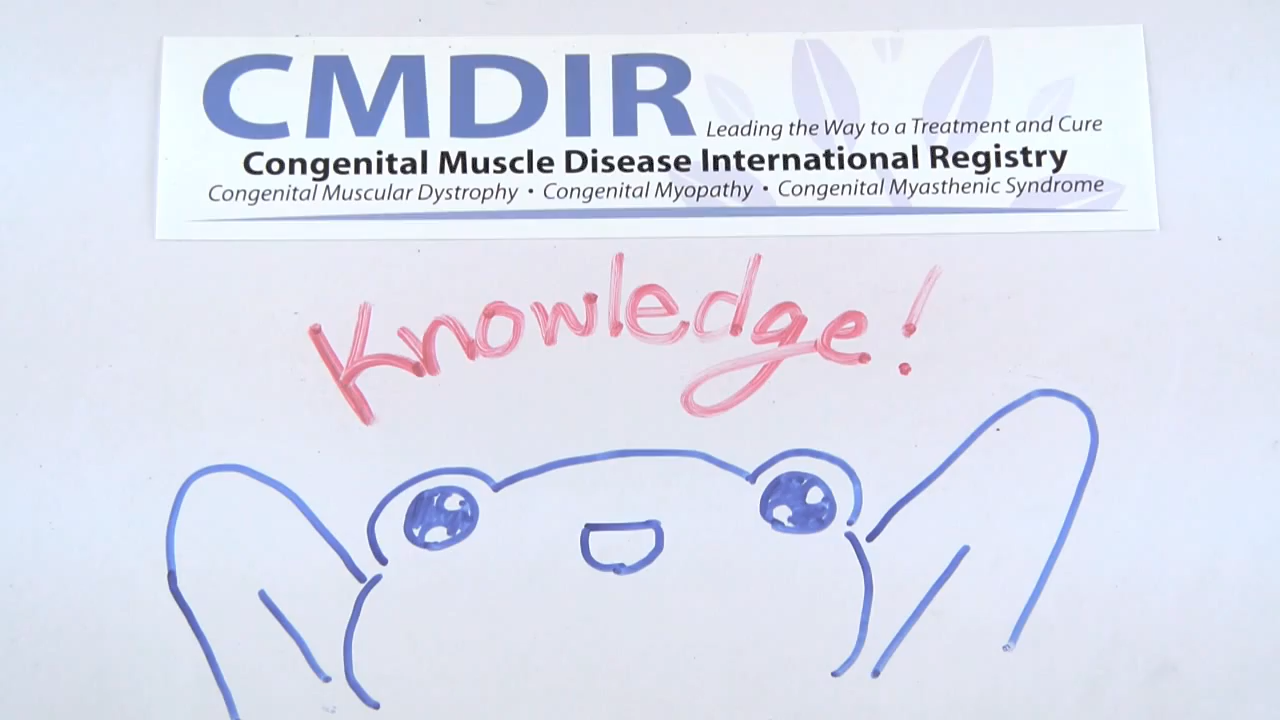 CMDIR
Leading the Way to a Treatment and Cure
Congenital Muscle Disease International Registry
Congenital Muscular Dystrophy • Congenital Myopathy • Congenital Myasthenic Syndrome
Knowledge!